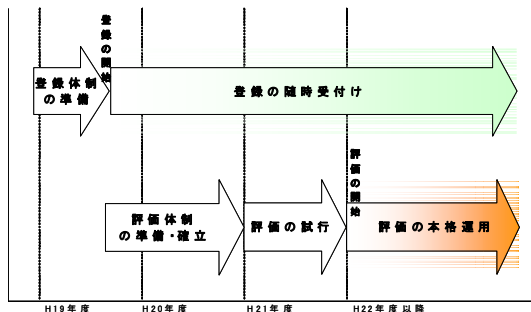 登録の開始
登録体制
の準備
登録の随時受付け
評価の開始
評価体制
の準備・確立
評価の試行
評価の本格運用
H19年度
H20年度
H21年度
H22年度以降